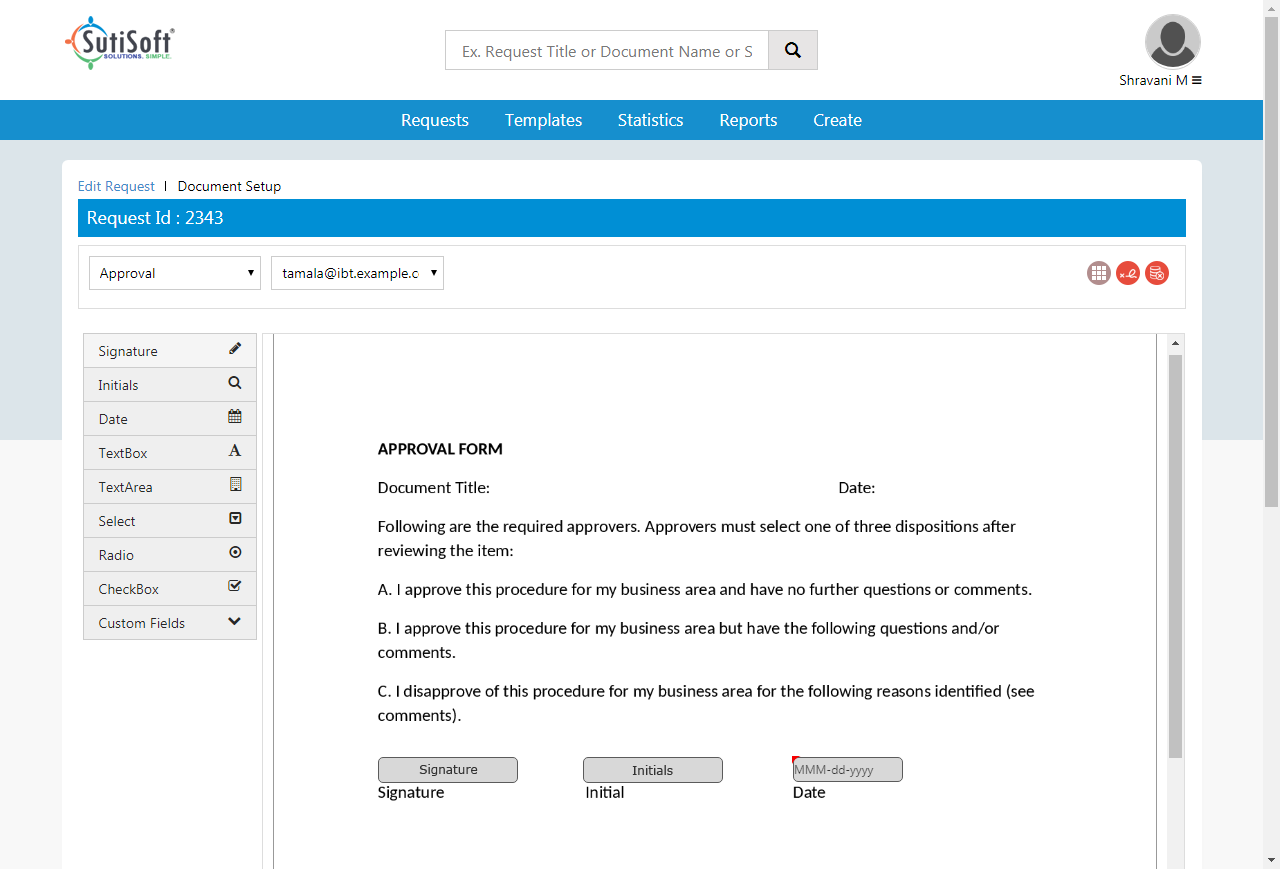 SutiSoft®
SOLUTIONS. SIMPLE.
Ex. Request Title or Document Name or S
Shravani M
Requests Templates Statistics Reports Create
Edit Request | Document Setup
Request Id : 2343
Approval tamala@ibt.example.c
Signature
Initials
Date
TextBox
TextArea
Select
Radio
CheckBox
Custom Fields
APPROVAL FORM
Document Title: Date:
Following are the required approvers. Approvers must select one of three dispositions after
reviewing the item:
A. I approve this procedure for my business area and have no further questions or comments.
B. I approve this procedure for my business area but have the following questions and/or
comments.
C. I disapprove of this procedure for my business area for the following reasons identified (see
comments).
Signature Initials MMM-dd-yyyy
Signature Initial Date